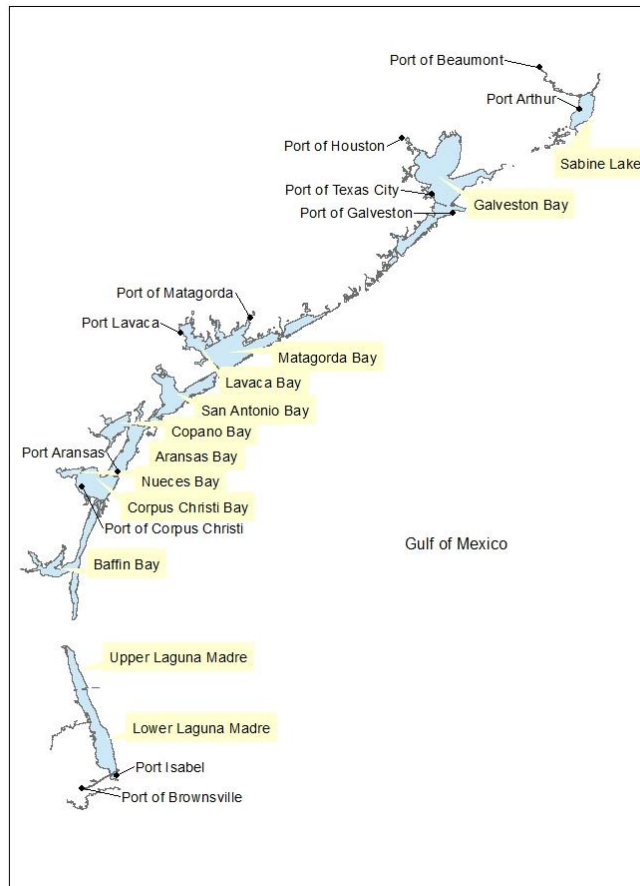 Port of Beaumont
Port Arthur
Port of Houston
Sabine Lake
Port of Texas City
Galveston Bay
Port of Galveston
Port of Matagorda
Port Lavaca
Matagorda Bay
Lavaca Bay
San Antonio Bay
Copano Bay
Port Aransas
Aransas Bay
Nueces Bay
Corpus Christi Bay
Port of Corpus Christi
Gulf of Mexico
Baffin Bay
Upper Laguna Madre
Lower Laguna Madre
Port Isabel
Port of Brownsville